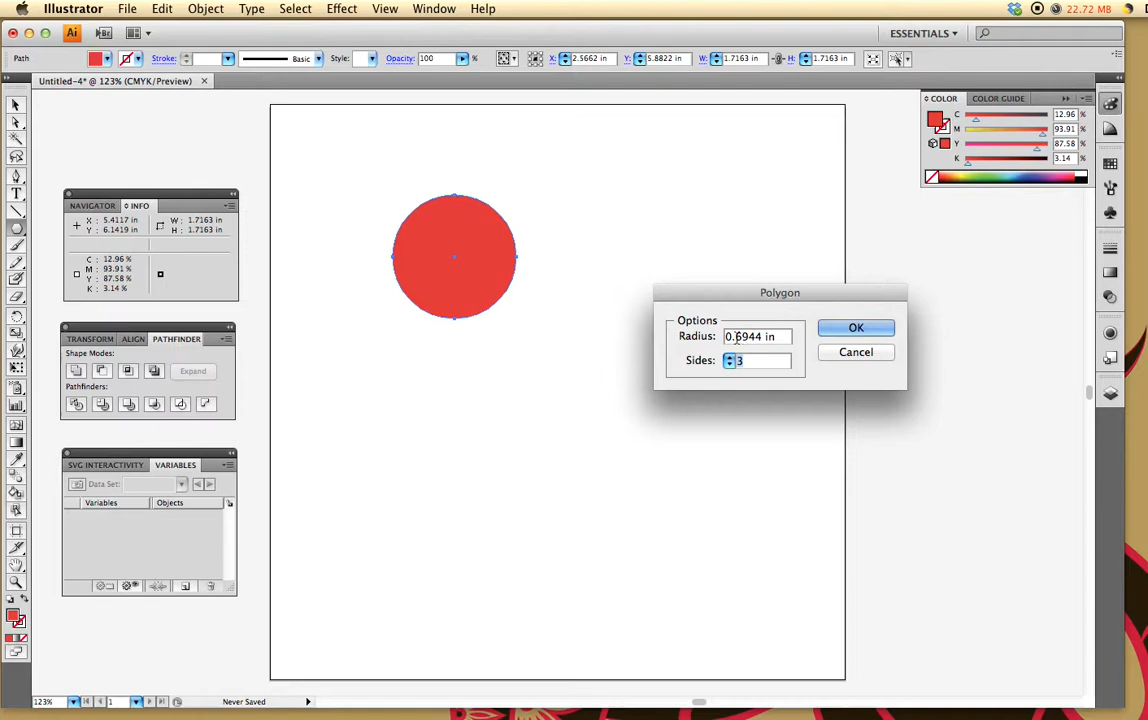 Illustrator File Edit Object Type Select Effect View Window Help 22.72 MB
Ai Br ESSENTIALS
Path Stroke: Basic Style: Opacity: 100 % X: 2.5662 in Y: 5.8822 in W: 1.7163 in H: 1.7163 in
Untitled-4* @ 123% (CMYK/Preview)
COLOR COLOR GUIDE
C 12.96 %
M 93.91 %
Y 87.58 %
K 3.14 %
NAVIGATOR INFO
X : 5.4117 in W : 1.7163 in
Y : 6.1419 in H : 1.7163 in
C : 12.96 %
M : 93.91 %
Y : 87.58 %
K : 3.14 %
Polygon
Options
Radius: 0.6944 in
Sides: 3
OK
Cancel
TRANSFORM ALIGN PATHFINDER
Shape Modes:
Expand
Pathfinders:
SVG INTERACTIVITY VARIABLES
Data Set:
Variables Objects
T
123% 1 Never Saved